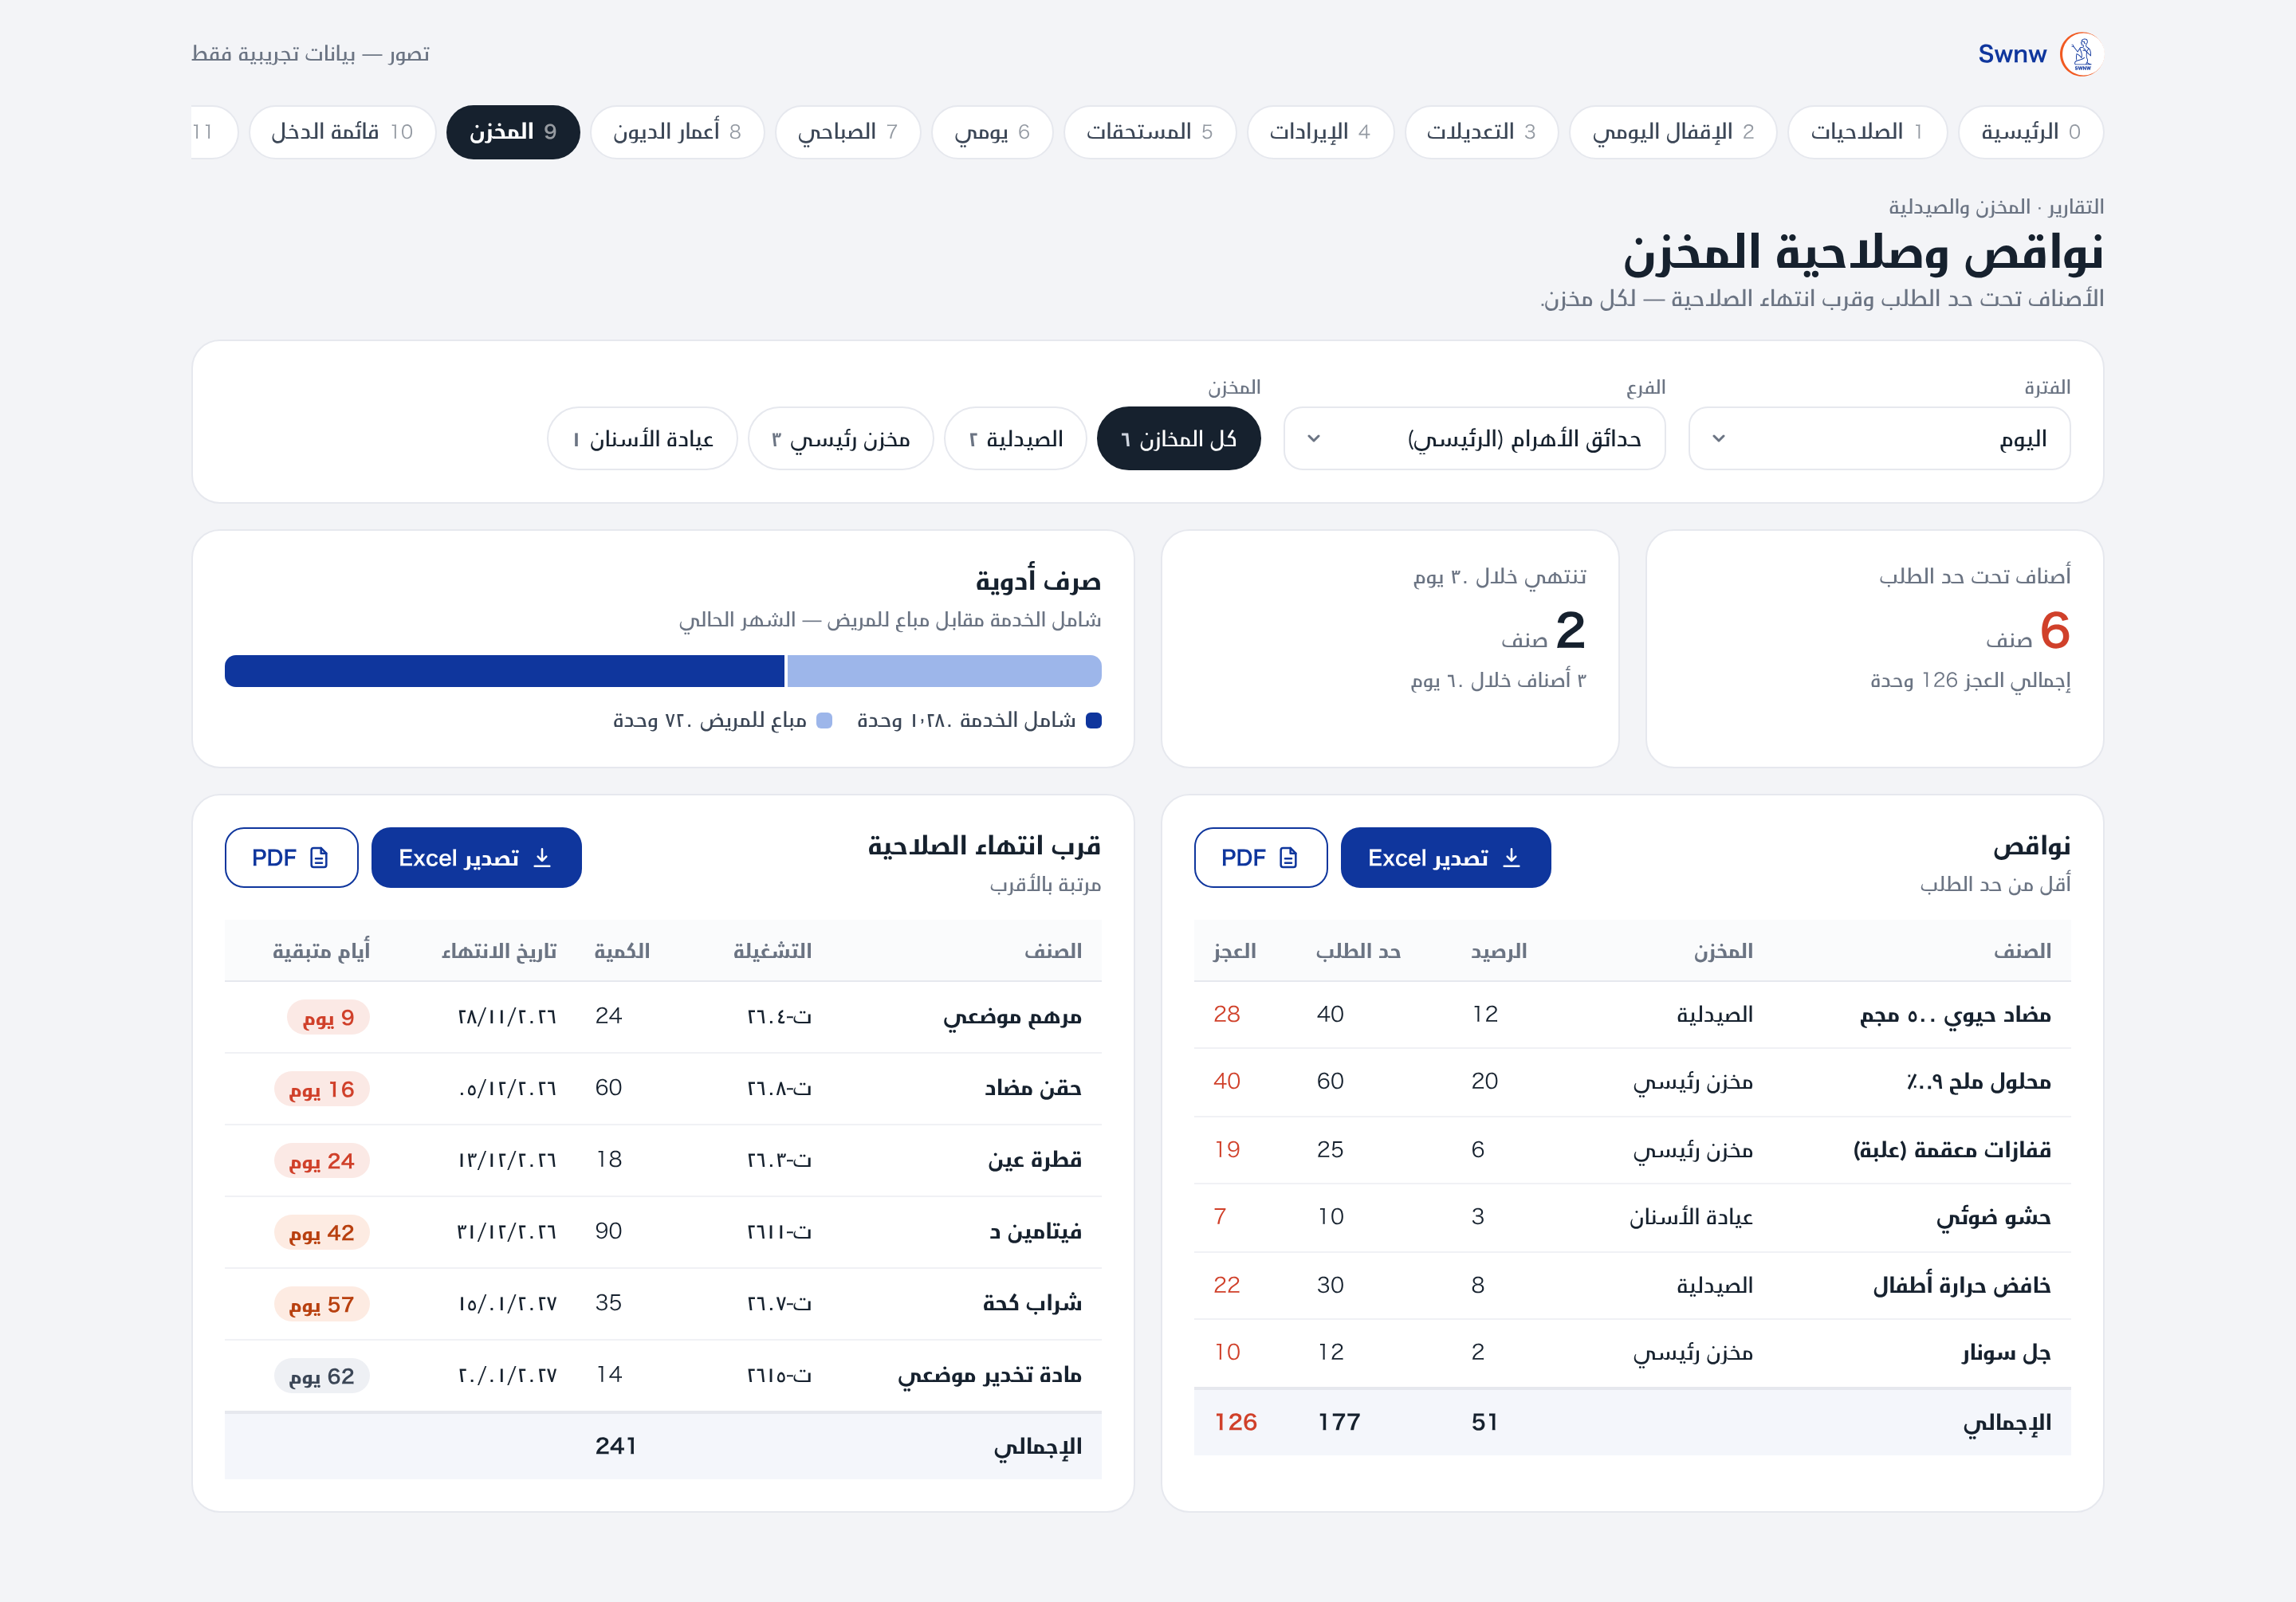 Swnw
تصور — بيانات تجريبية فقط
0 الرئيسية
1 الصلاحيات
2 الإقفال اليومي
3 التعديلات
4 الإيرادات
5 المستحقات
6 يومي
7 الصباحي
8 أعمار الديون
9 المخزن
10 قائمة الدخل
11
التقارير · المخزن والصيدلية
نواقص وصلاحية المخزن
الأصناف تحت حد الطلب وقرب انتهاء الصلاحية — لكل مخزن.
الفترة
اليوم
الفرع
حدائق الأهرام (الرئيسي)
المخزن
كل المخازن ٦
الصيدلية ٢
مخزن رئيسي ٣
عيادة الأسنان ١
أصناف تحت حد الطلب
6 صنف
إجمالي العجز 126 وحدة
تنتهي خلال ٣٠ يوم
2 صنف
٣ أصناف خلال ٦٠ يوم
صرف أدوية
شامل الخدمة مقابل مباع للمريض — الشهر الحالي
شامل الخدمة ١٬٢٨٠ وحدة
مباع للمريض ٧٢٠ وحدة
نواقص
أقل من حد الطلب
تصدير Excel
PDF
الصنف المخزن الرصيد حد الطلب العجز
مضاد حيوي ٥٠٠ مجم الصيدلية 12 40 28
محلول ملح ٠٫٩٪ مخزن رئيسي 20 60 40
قفازات معقمة (علبة) مخزن رئيسي 6 25 19
حشو ضوئي عيادة الأسنان 3 10 7
خافض حرارة أطفال الصيدلية 8 30 22
جل سونار مخزن رئيسي 2 12 10
الإجمالي 51 177 126
قرب انتهاء الصلاحية
مرتبة بالأقرب
تصدير Excel
PDF
الصنف التشغيلة الكمية تاريخ الانتهاء أيام متبقية
مرهم موضعي ت-٢٦٠٤ 24 ٢٨/١١/٢٠٢٦ 9 يوم
حقن مضاد ت-٢٦٠٨ 60 ٠٥/١٢/٢٠٢٦ 16 يوم
قطرة عين ت-٢٦٠٣ 18 ١٣/١٢/٢٠٢٦ 24 يوم
فيتامين د ت-٢٦١١ 90 ٣١/١٢/٢٠٢٦ 42 يوم
شراب كحة ت-٢٦٠٧ 35 ١٥/٠١/٢٠٢٧ 57 يوم
مادة تخدير موضعي ت-٢٦١٥ 14 ٢٠/٠١/٢٠٢٧ 62 يوم
الإجمالي 241